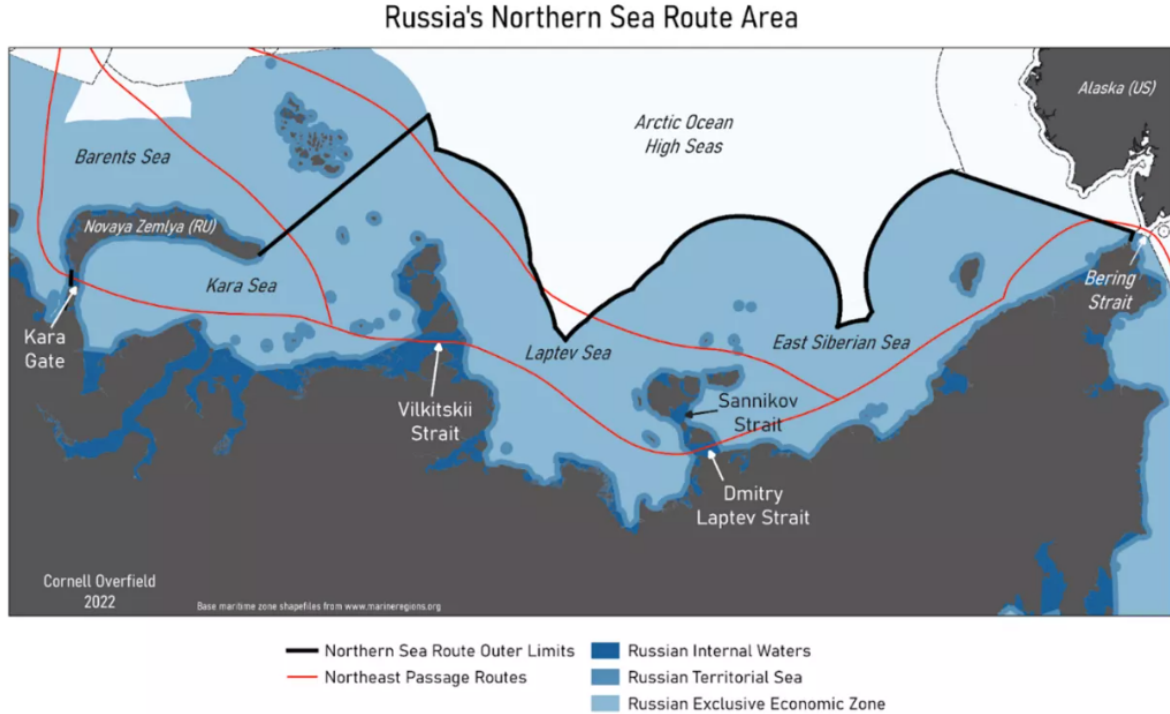 Russia's Northern Sea Route Area
Alaska (US)
Arctic Ocean
High Seas
Barents Sea
Novaya Zemlya (RU)
Kara Sea
Bering
Strait
Kara
Gate
Laptev Sea
East Siberian Sea
Vilkitskii
Strait
Sannikov
Strait
Dmitry
Laptev Strait
Cornell Overfield
2022
Base maritime zone shapefiles from www.marineregions.org
Northern Sea Route Outer Limits
Northeast Passage Routes
Russian Internal Waters
Russian Territorial Sea
Russian Exclusive Economic Zone